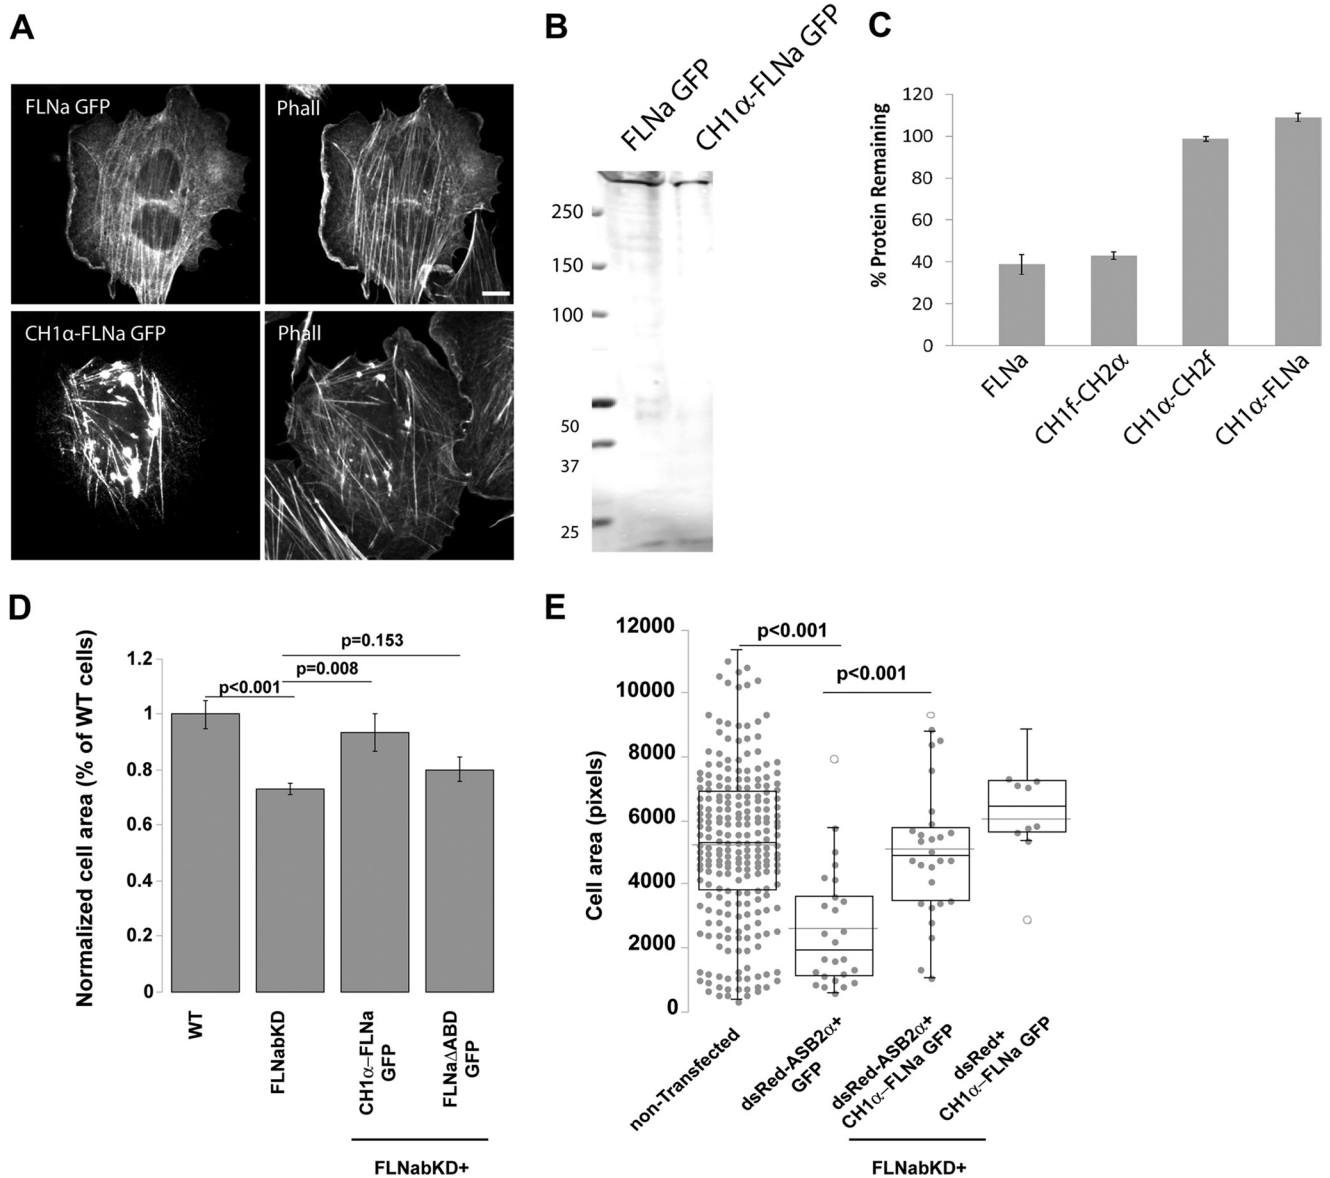 A
FLNa GFP
Phall
CH1α-FLNa GFP
Phall
B
FLNa GFP
CH1α-FLNa GFP
250
150
100
50
37
25
C
% Protein Remaining
120
100
80
60
40
20
0
FLNa
CH1f-CH2α
CH1α-CH2f
CH1α-FLNa
D
Normalized cell area (% of WT cells)
1.2
1
0.8
0.6
0.4
0.2
0
p=0.153
p=0.008
p<0.001
WT
FLNabKD
CH1α–FLNa
GFP
FLNaΔABD
GFP
FLNabKD+
E
Cell area (pixels)
12000
10000
8000
6000
4000
2000
0
p<0.001
p<0.001
non-Transfected
dsRed-ASB2α+
GFP
dsRed-ASB2α+
CH1α–FLNa GFP
dsRed+
CH1α–FLNa GFP
FLNabKD+